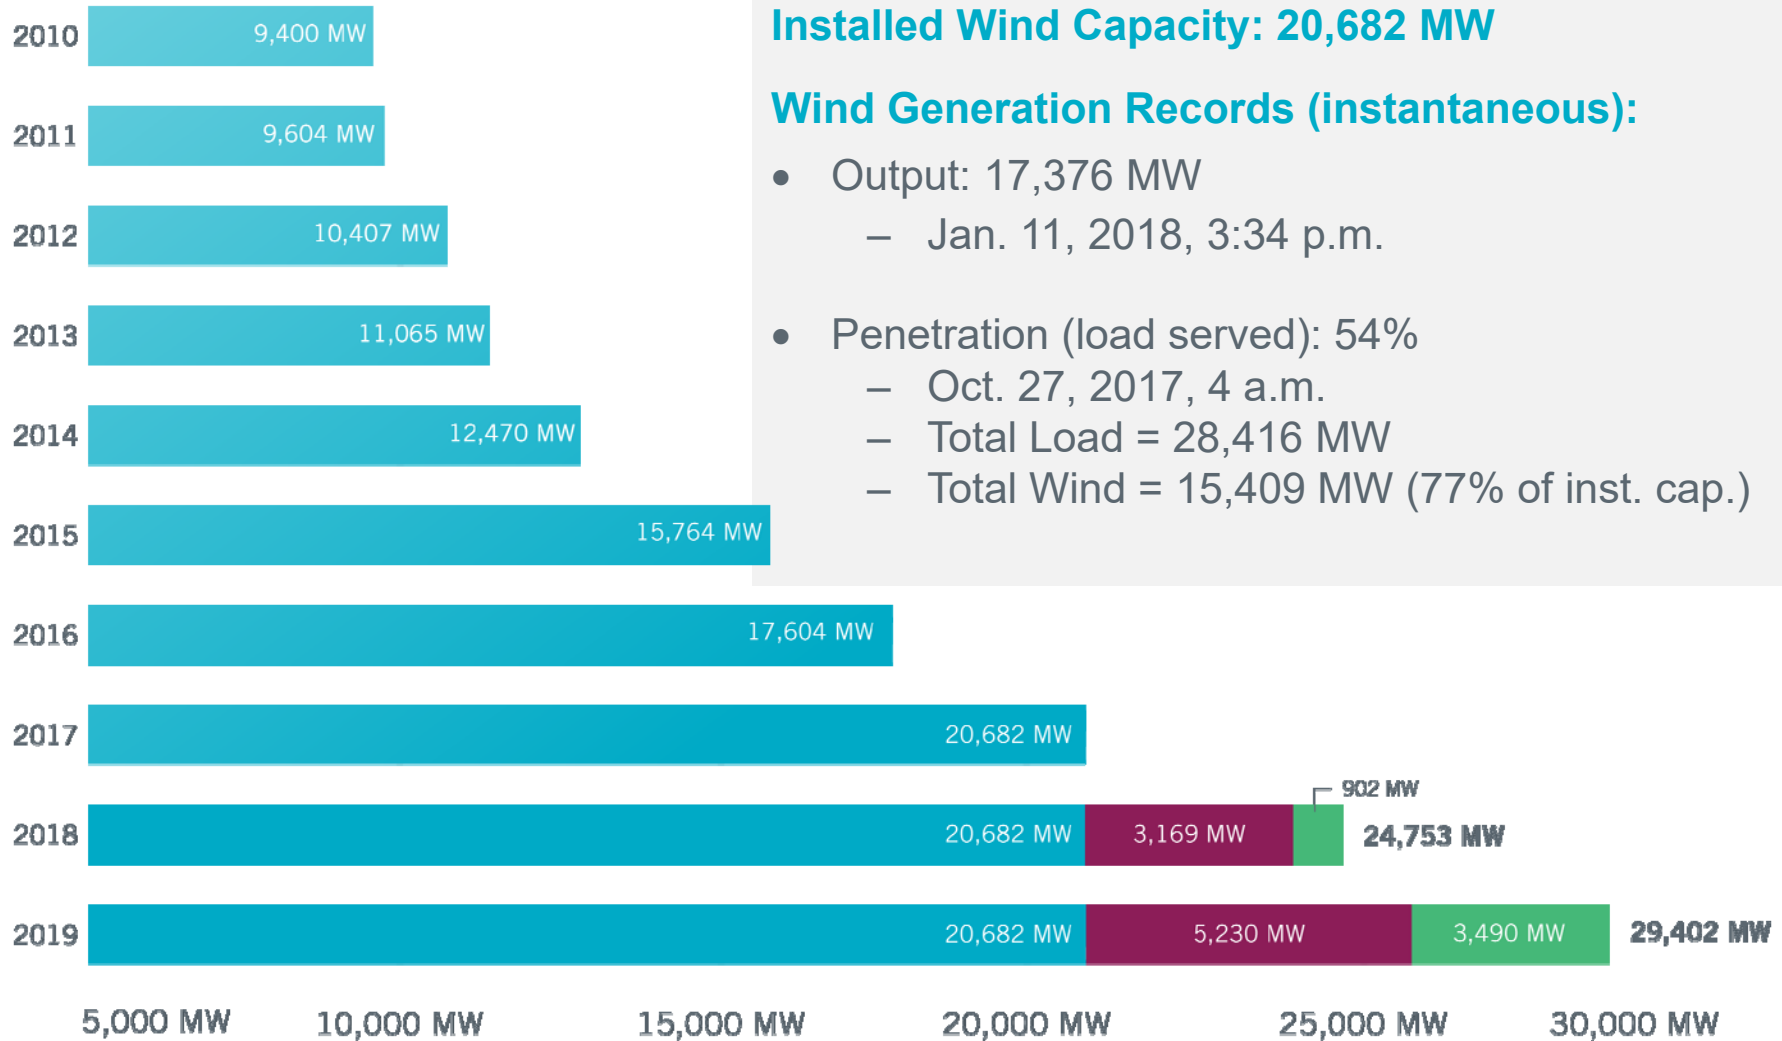 Installed Wind Capacity: 20,682 MW
Wind Generation Records (instantaneous):
• Output: 17,376 MW
– Jan. 11, 2018, 3:34 p.m.
• Penetration (load served): 54%
– Oct. 27, 2017, 4 a.m.
– Total Load = 28,416 MW
– Total Wind = 15,409 MW (77% of inst. cap.)
2010 9,400 MW
2011 9,604 MW
2012 10,407 MW
2013 11,065 MW
2014 12,470 MW
2015 15,764 MW
2016 17,604 MW
2017 20,682 MW
902 MW
2018 20,682 MW 3,169 MW 24,753 MW
2019 20,682 MW 5,230 MW 3,490 MW 29,402 MW
5,000 MW 10,000 MW 15,000 MW 20,000 MW 25,000 MW 30,000 MW